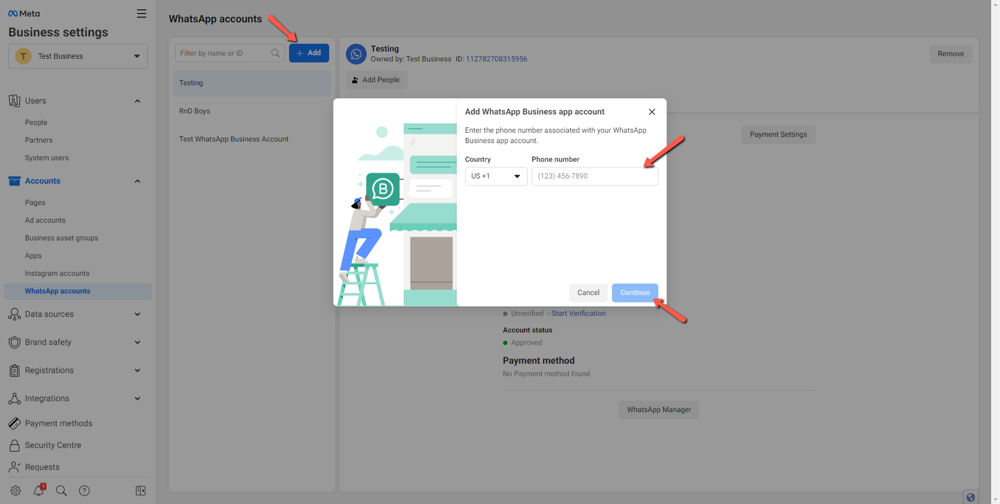 Meta
Business settings
T
Test Business
Users
People
Partners
System users
Accounts
Pages
Ad accounts
Business asset groups
Apps
Instagram accounts
WhatsApp accounts
Data sources
Brand safety
Registrations
Integrations
Payment methods
Security Centre
Requests
1
WhatsApp accounts
Filter by name or ID
+ Add
Testing
RnD Boys
Test WhatsApp Business Account
Testing
Owned by: Test Business ID: 112782708315956
Remove
Add People
Payment Settings
B
Add WhatsApp Business app account
Enter the phone number associated with your WhatsApp
Business app account.
Country
Phone number
US +1
(123) 456-7890
Cancel
Continue
Unverified - Start Verification
Account status
Approved
Payment method
No Payment method found
WhatsApp Manager